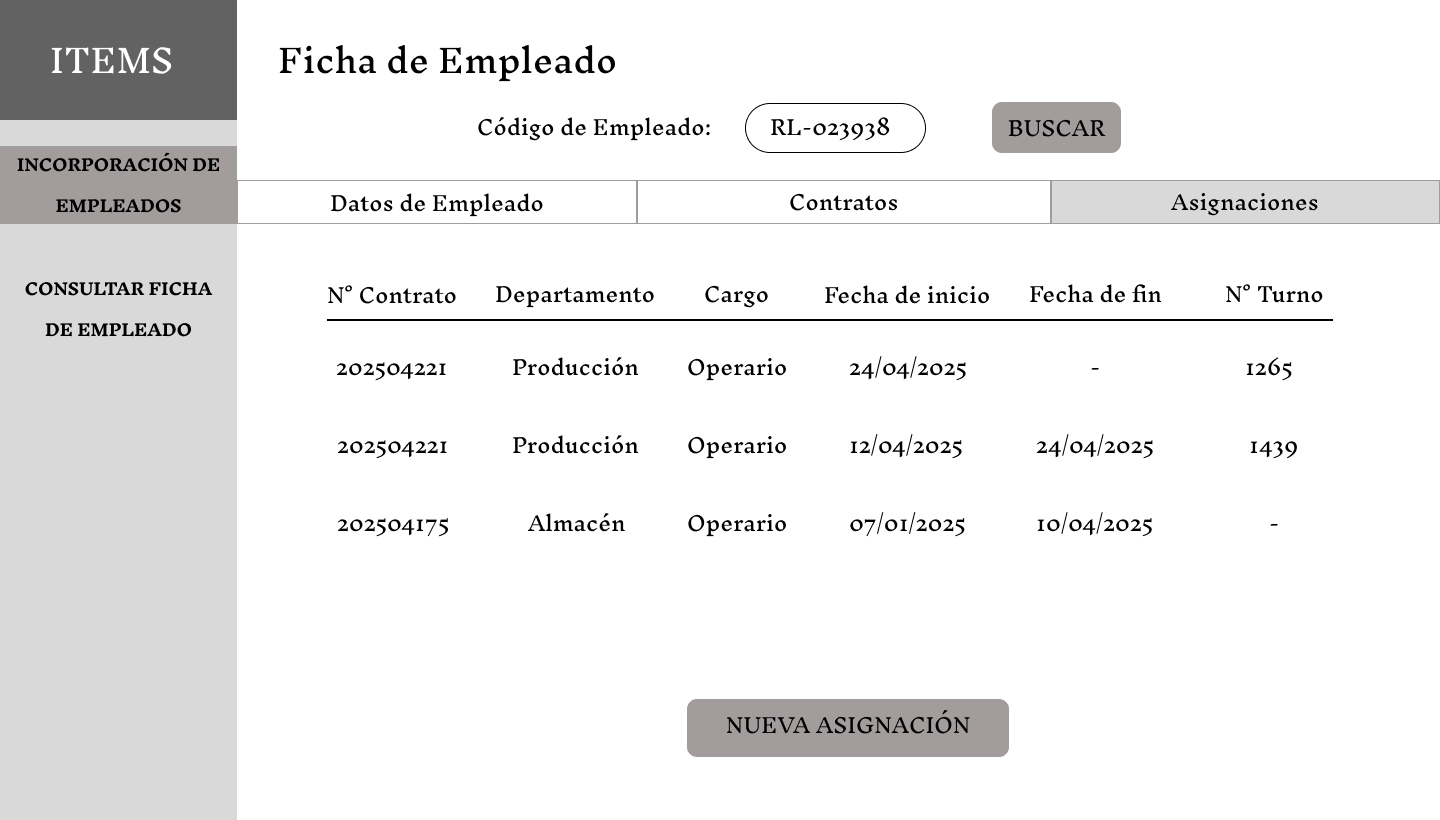 ITEMS
Ficha de Empleado
Código de Empleado: RL-023938 BUSCAR
INCORPORACIÓN DE
EMPLEADOS
Datos de Empleado Contratos Asignaciones
CONSULTAR FICHA
DE EMPLEADO
N° Contrato Departamento Cargo Fecha de inicio Fecha de fin N° Turno
202504221 Producción Operario 24/04/2025 - 1265
202504221 Producción Operario 12/04/2025 24/04/2025 1439
202504175 Almacén Operario 07/01/2025 10/04/2025 -
NUEVA ASIGNACIÓN